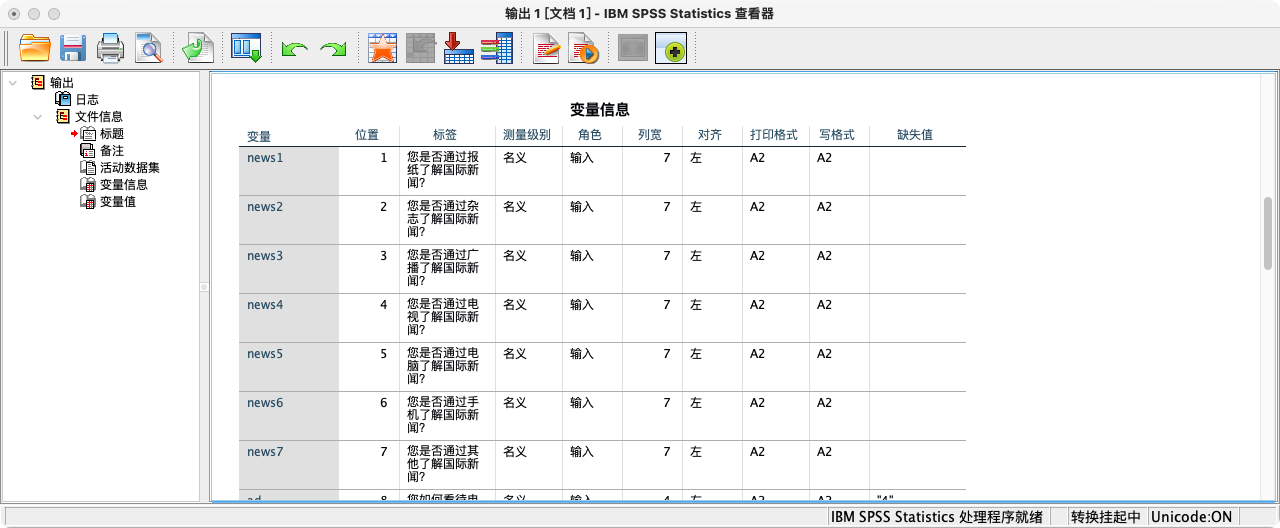 输出 1 [文档 1] - IBM SPSS Statistics 查看器
输出
日志
文件信息
标题
备注
活动数据集
变量信息
变量值
变量信息
变量 位置 标签 测量级别 角色 列宽 对齐 打印格式 写格式 缺失值
news1 1 您是否通过报 名义 输入 7 左 A2 A2
纸了解国际新
闻?
news2 2 您是否通过杂 名义 输入 7 左 A2 A2
志了解国际新
闻?
news3 3 您是否通过广 名义 输入 7 左 A2 A2
播了解国际新
闻?
news4 4 您是否通过电 名义 输入 7 左 A2 A2
视了解国际新
闻?
news5 5 您是否通过电 名义 输入 7 左 A2 A2
脑了解国际新
闻?
news6 6 您是否通过手 名义 输入 7 左 A2 A2
机了解国际新
闻?
news7 7 您是否通过其 名义 输入 7 左 A2 A2
他了解国际新
闻?
ad 8 您如何看待电 名义 输入 4 左 A2 A2 "4"
IBM SPSS Statistics 处理程序就绪 转换挂起中 Unicode:ON